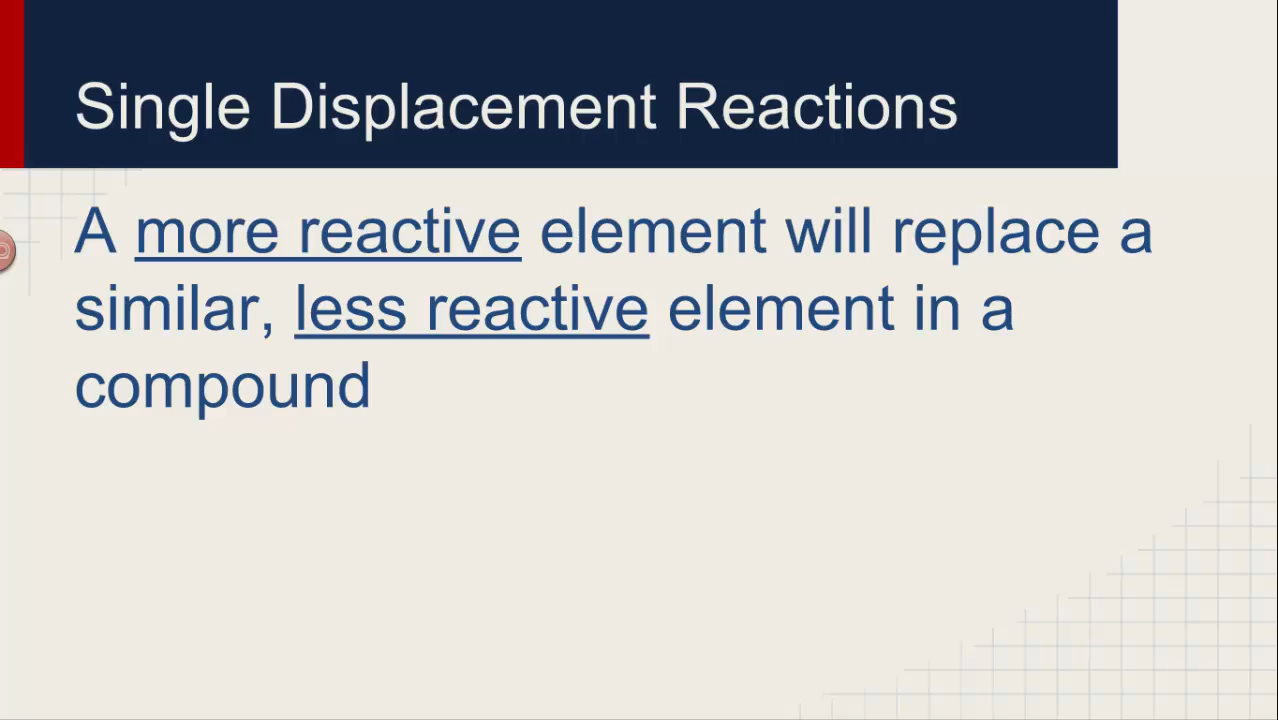 Single Displacement Reactions
A more reactive element will replace a
similar, less reactive element in a
compound